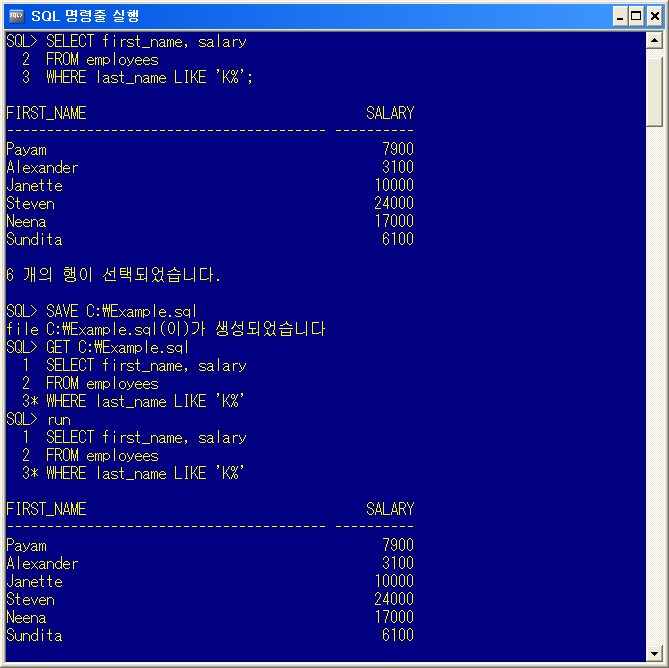 SQL 명령줄 실행
SQL> SELECT first_name, salary
  2  FROM employees
  3  WHERE last_name LIKE 'K%';

FIRST_NAME                                   SALARY
---------------------------------------- ----------
Payam                                          7900
Alexander                                      3100
Janette                                       10000
Steven                                        24000
Neena                                         17000
Sundita                                        6100

6 개의 행이 선택되었습니다.

SQL> SAVE C:₩Example.sql
file C:₩Example.sql(이)가 생성되었습니다
SQL> GET C:₩Example.sql
  1  SELECT first_name, salary
  2  FROM employees
  3* WHERE last_name LIKE 'K%'
SQL> run
  1  SELECT first_name, salary
  2  FROM employees
  3* WHERE last_name LIKE 'K%'

FIRST_NAME                                   SALARY
---------------------------------------- ----------
Payam                                          7900
Alexander                                      3100
Janette                                       10000
Steven                                        24000
Neena                                         17000
Sundita                                        6100